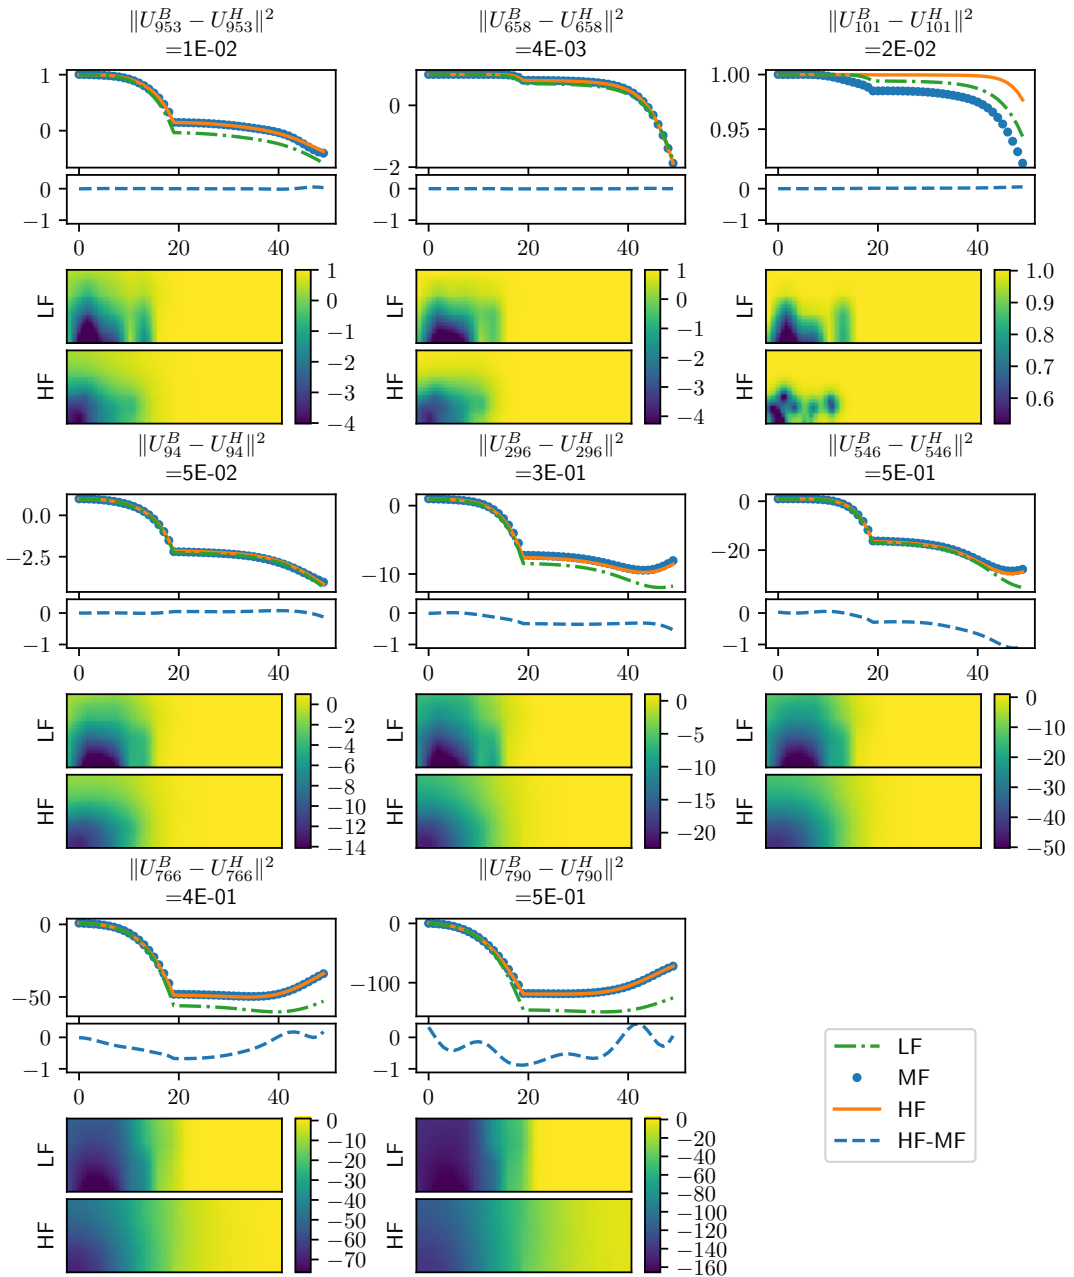 ‖U^B_953 − U^H_953‖^2
=1E-02
‖U^B_658 − U^H_658‖^2
=4E-03
‖U^B_101 − U^H_101‖^2
=2E-02
1
0
0
−1
0 20 40
0
−2
0
−1
0 20 40
1.00
0.95
0
−1
0 20 40
LF
HF
1
0
−1
−2
−3
−4
LF
HF
1
0
−1
−2
−3
−4
LF
HF
1.0
0.9
0.8
0.7
0.6
‖U^B_94 − U^H_94‖^2
=5E-02
‖U^B_296 − U^H_296‖^2
=3E-01
‖U^B_546 − U^H_546‖^2
=5E-01
0.0
−2.5
0
−1
0 20 40
0
−10
0
−1
0 20 40
0
−20
0
−1
0 20 40
LF
HF
0
−2
−4
−6
−8
−10
−12
−14
LF
HF
0
−5
−10
−15
−20
LF
HF
0
−10
−20
−30
−40
−50
‖U^B_766 − U^H_766‖^2
=4E-01
‖U^B_790 − U^H_790‖^2
=5E-01
0
−50
0
−1
0 20 40
0
−100
0
−1
0 20 40
LF
HF
0
−10
−20
−30
−40
−50
−60
−70
LF
HF
0
−20
−40
−60
−80
−100
−120
−140
−160
LF
MF
HF
HF-MF